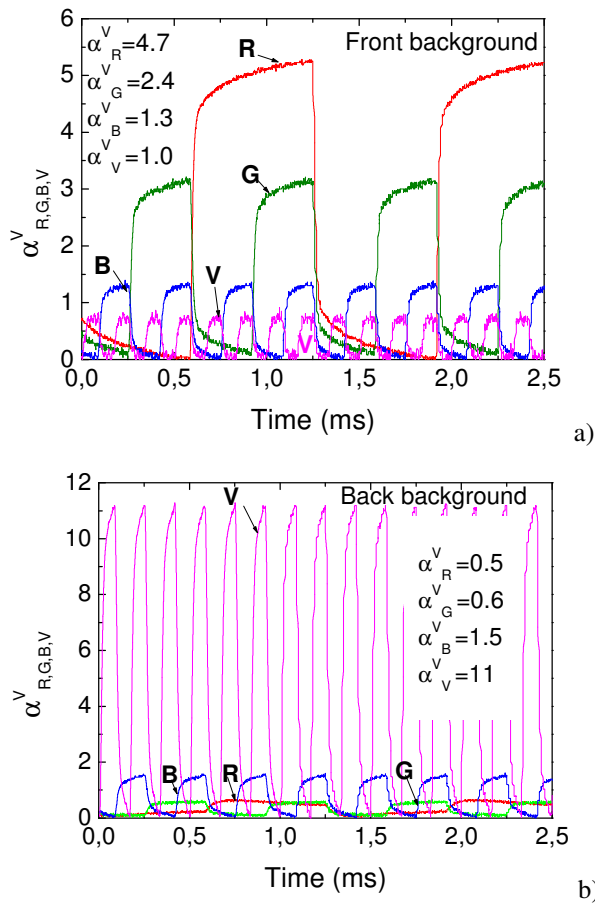 Front background
α^V_R=4.7
α^V_G=2.4
α^V_B=1.3
α^V_V=1.0
R
G
B
V
V
α^V_R,G,B,V
6
5
4
3
2
1
0
0,0 0,5 1,0 1,5 2,0 2,5
Time (ms)
a)
Back background
V
α^V_R=0.5
α^V_G=0.6
α^V_B=1.5
α^V_V=11
B
R
G
α^V_R,G,B,V
12
10
8
6
4
2
0
0,0 0,5 1,0 1,5 2,0 2,5
Time (ms)
b)